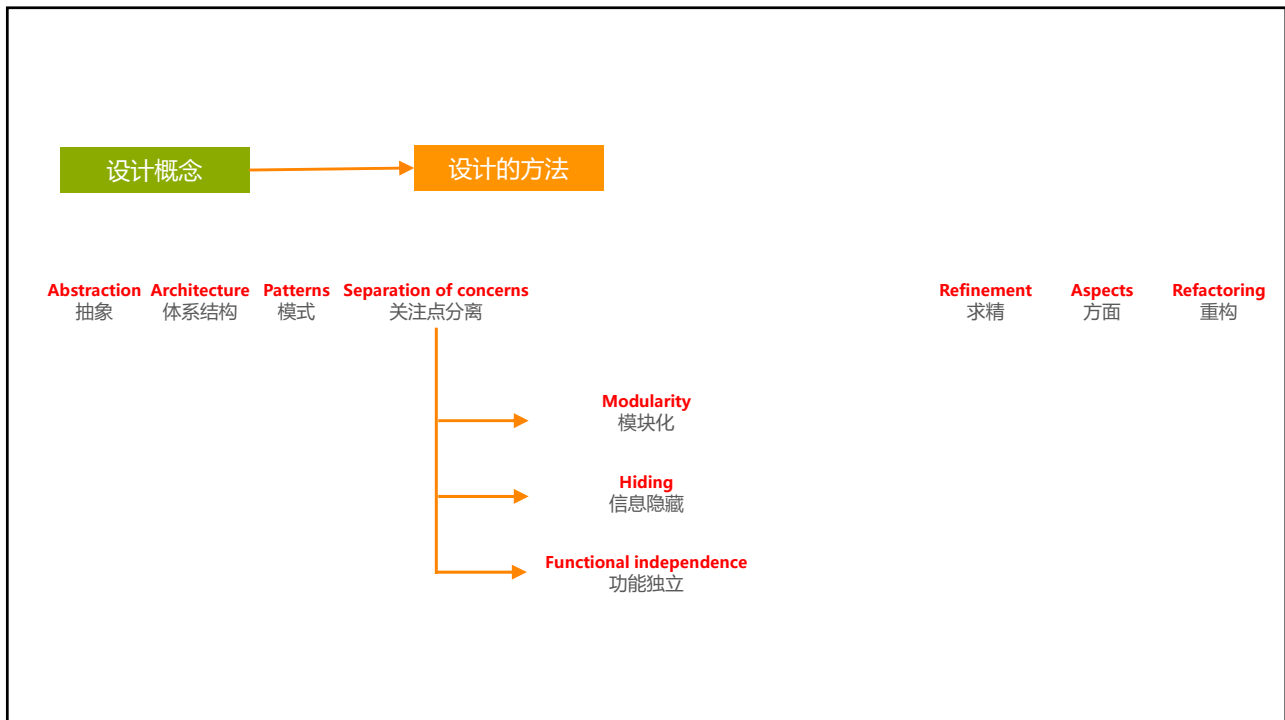 设计概念
设计的方法
Abstraction Architecture Patterns Separation of concerns Refinement Aspects Refactoring
抽象 体系结构 模式 关注点分离 求精 方面 重构
Modularity
模块化
Hiding
信息隐藏
Functional independence
功能独立